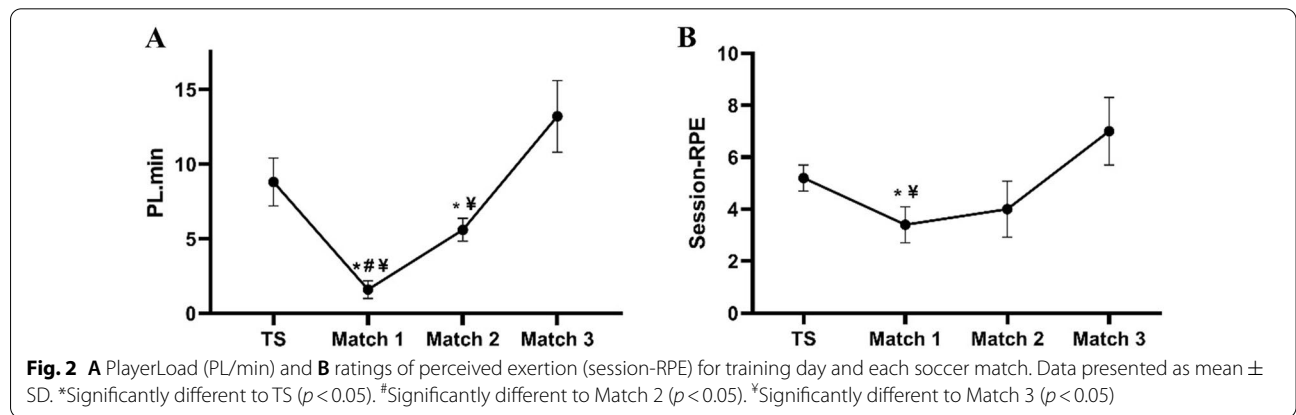 A
B
PL.min
15
10
5
0
* # ¥
* ¥
TS Match 1 Match 2 Match 3
Session-RPE
10
8
6
4
2
0
* ¥
TS Match 1 Match 2 Match 3
Fig. 2 A PlayerLoad (PL/min) and B ratings of perceived exertion (session-RPE) for training day and each soccer match. Data presented as mean ±
SD. *Significantly different to TS (p < 0.05). #Significantly different to Match 2 (p < 0.05). ¥Significantly different to Match 3 (p < 0.05)